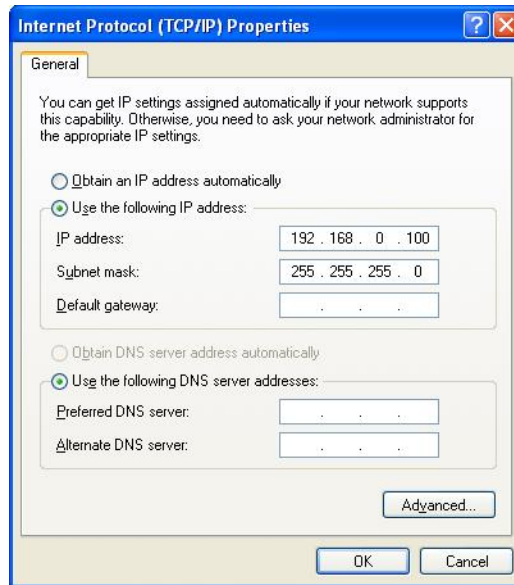 Internet Protocol (TCP/IP) Properties
General
You can get IP settings assigned automatically if your network supports
this capability. Otherwise, you need to ask your network administrator for
the appropriate IP settings.
Obtain an IP address automatically
Use the following IP address:
IP address: 192 . 168 . 0 . 100
Subnet mask: 255 . 255 . 255 . 0
Default gateway: . . .
Obtain DNS server address automatically
Use the following DNS server addresses:
Preferred DNS server: . . .
Alternate DNS server: . . .
Advanced...
OK Cancel